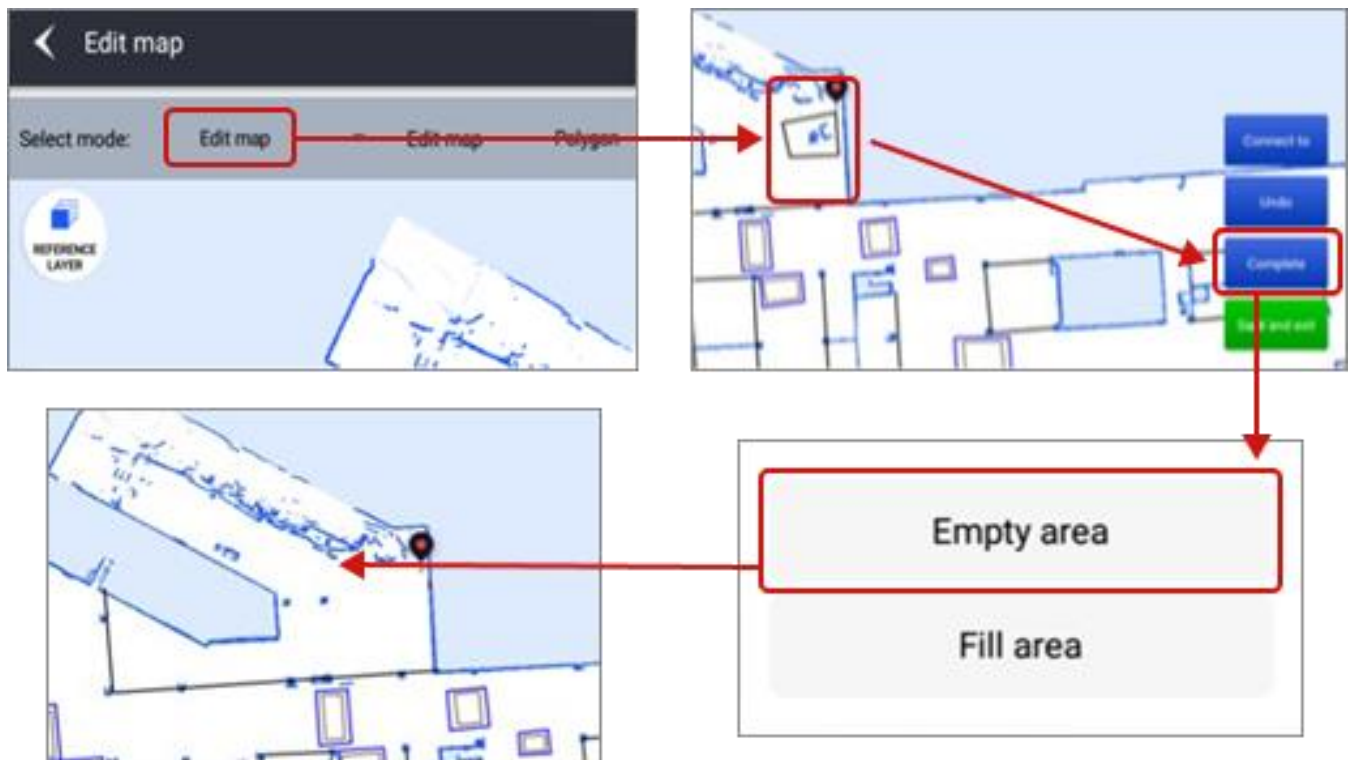 Edit map
Select mode:
Edit map
Edit map
Polygon
REFERENCE
LAYER
Connect to
Undo
Complete
Save and exit
Empty area
Fill area